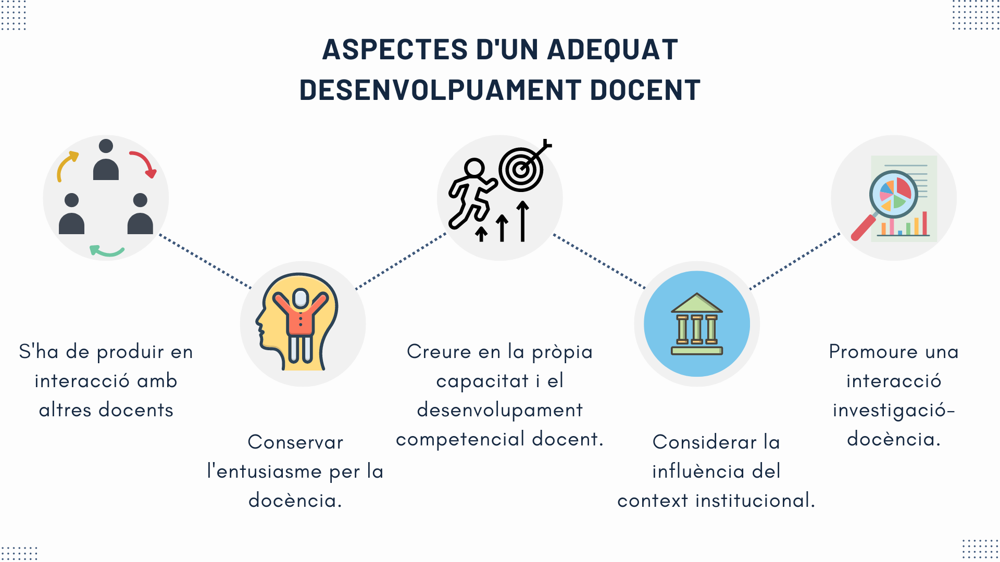 ASPECTES D'UN ADEQUAT
DESENVOLPUAMENT DOCENT
S'ha de produir en
interacció amb
altres docents
Conservar
l'entusiasme per la
docència.
Creure en la pròpia
capacitat i el
desenvolupament
competencial docent.
Considerar la
influència del
context institucional.
Promoure una
interacció
investigació-
docència.